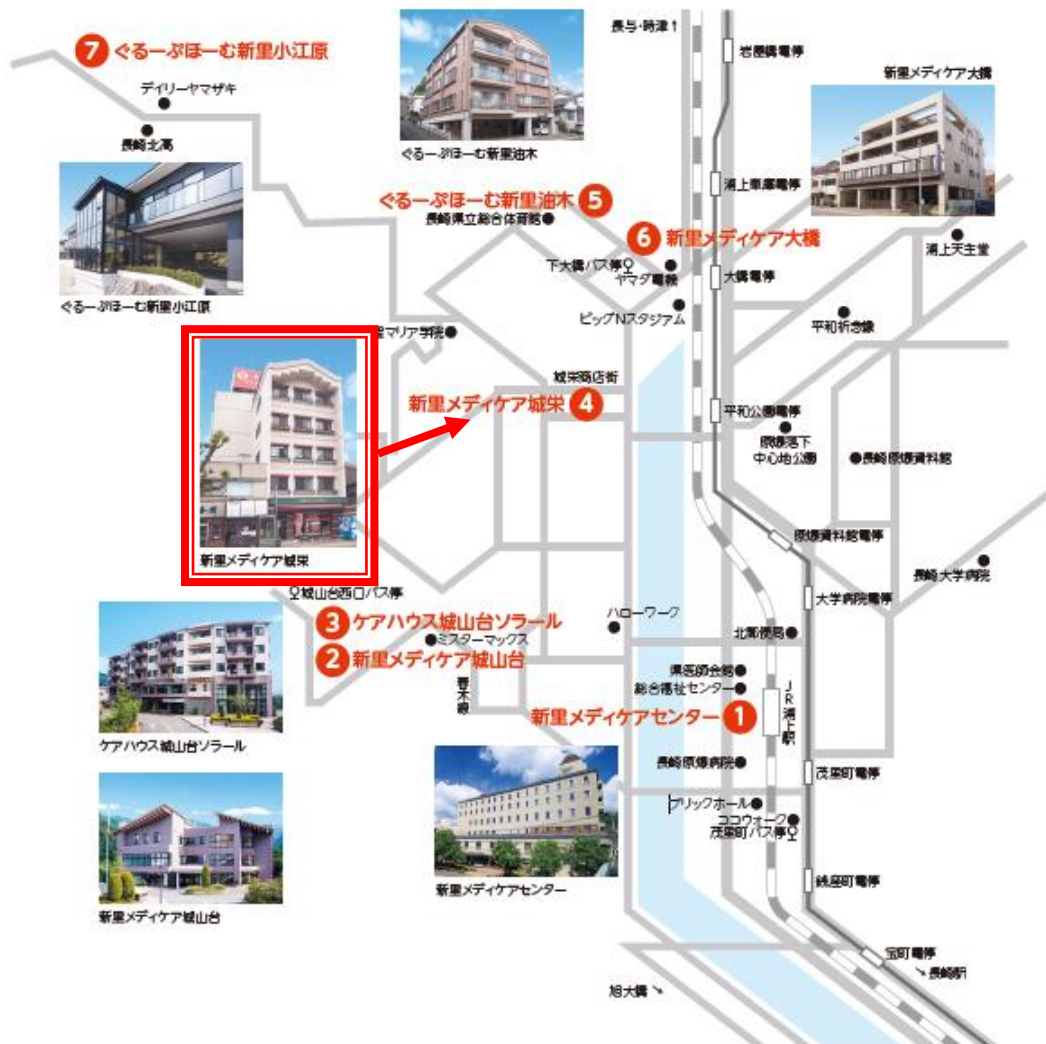 長与・時津↑
岩屋橋電停
7 ぐるーぷほーむ新里小江原
新里メディケア大橋
デイリーヤマザキ
長崎北高
ぐるーぷほーむ新里油木
浦上車庫電停
ぐるーぷほーむ新里油木 5
長崎県立総合体育館
6 新里メディケア大橋
浦上天主堂
下大橋バス停
ヤマダ電機
大橋電停
ぐるーぷほーむ新里小江原
ビッグNスタジアム
平和祈念像
マリア学院
城栄商店街
新里メディケア城栄 4
平和公園電停
原爆落下
中心地公園
長崎原爆資料館
原爆資料館電停
新里メディケア城栄
長崎大学病院
城山台西口バス停
大学病院電停
ハローワーク
3 ケアハウス城山台ソラール
ミスターマックス
北郵便局
2 新里メディケア城山台
県医師会館
総合福祉センター
JR浦上駅
春木線
新里メディケアセンター 1
ケアハウス城山台ソラール
長崎原爆病院
茂里町電停
ブリックホール
ココウォーク
茂里町バス停
新里メディケアセンター
銭座町電停
新里メディケア城山台
宝町電停
→長崎駅
旭大橋→